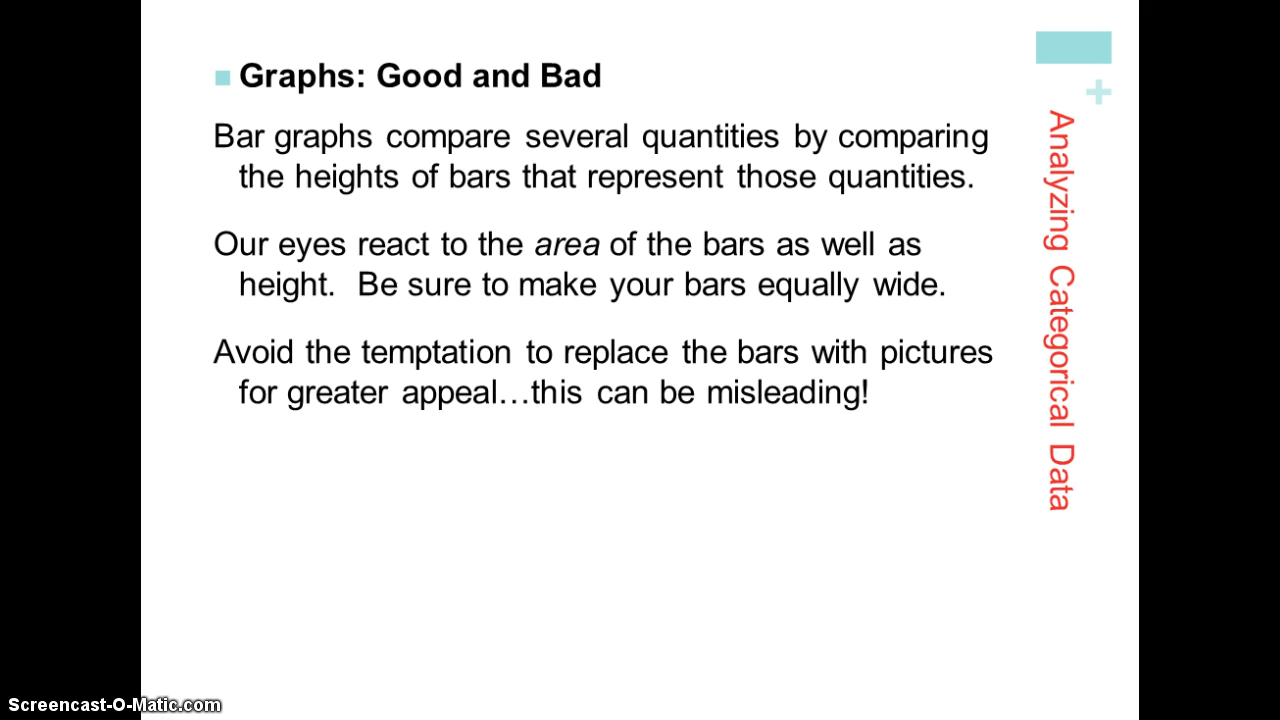 Graphs: Good and Bad
Bar graphs compare several quantities by comparing
the heights of bars that represent those quantities.
Our eyes react to the area of the bars as well as
height.  Be sure to make your bars equally wide.
Avoid the temptation to replace the bars with pictures
for greater appeal…this can be misleading!
+
Analyzing Categorical Data
Screencast-O-Matic.com